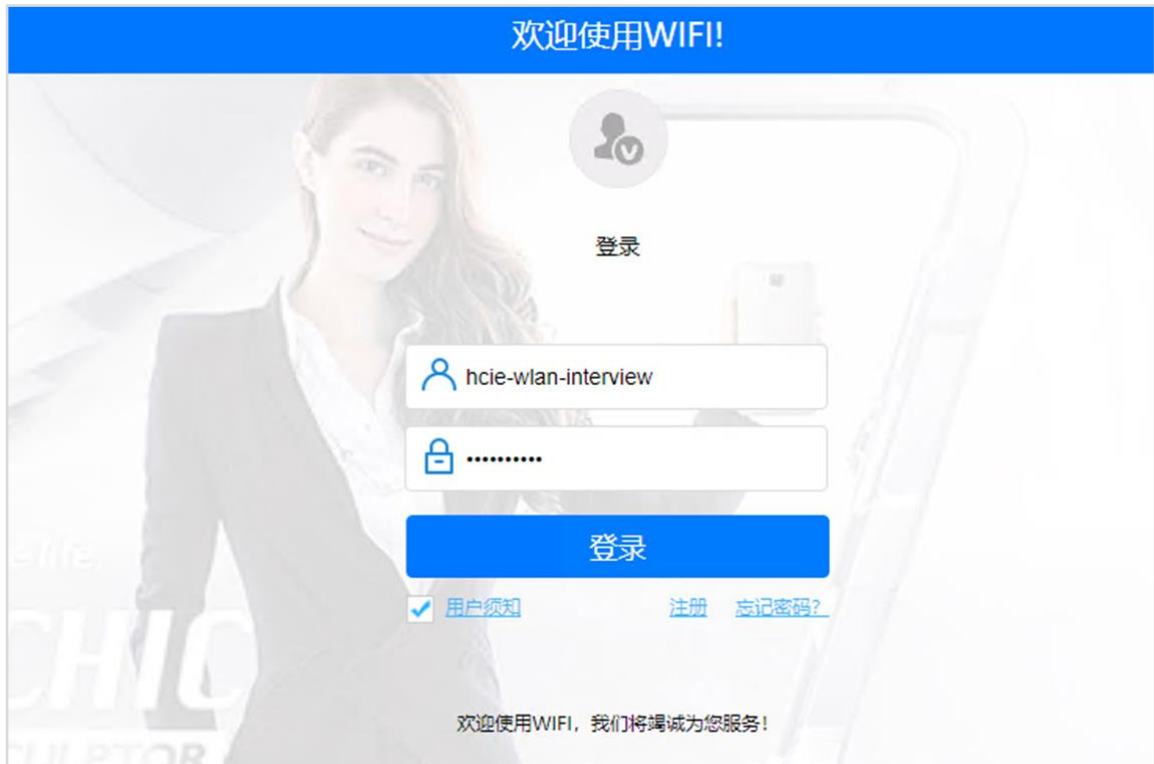 欢迎使用WIFI!
登录
hcie-wlan-interview
••••••••••
登录
用户须知 注册 忘记密码?
欢迎使用WIFI，我们将竭诚为您服务!
CHIC